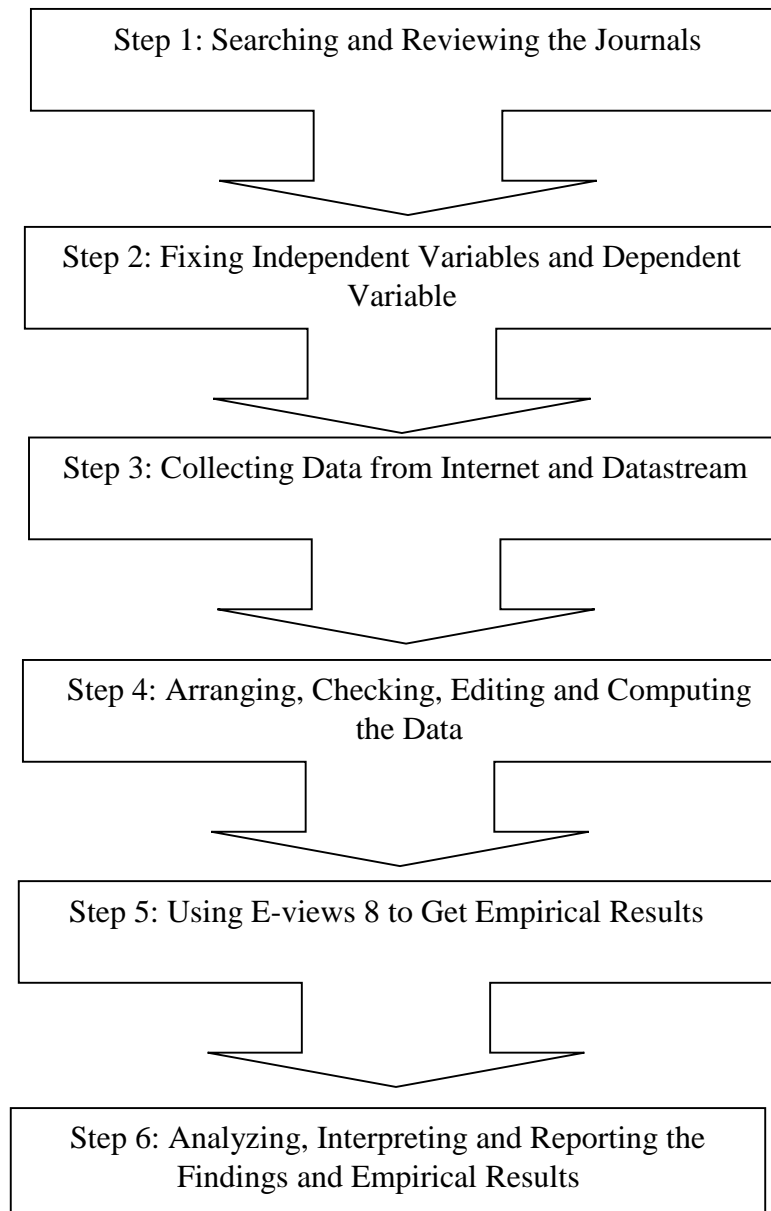 Step 1: Searching and Reviewing the Journals
Step 2: Fixing Independent Variables and Dependent
Variable
Step 3: Collecting Data from Internet and Datastream
Step 4: Arranging, Checking, Editing and Computing
the Data
Step 5: Using E-views 8 to Get Empirical Results
Step 6: Analyzing, Interpreting and Reporting the
Findings and Empirical Results